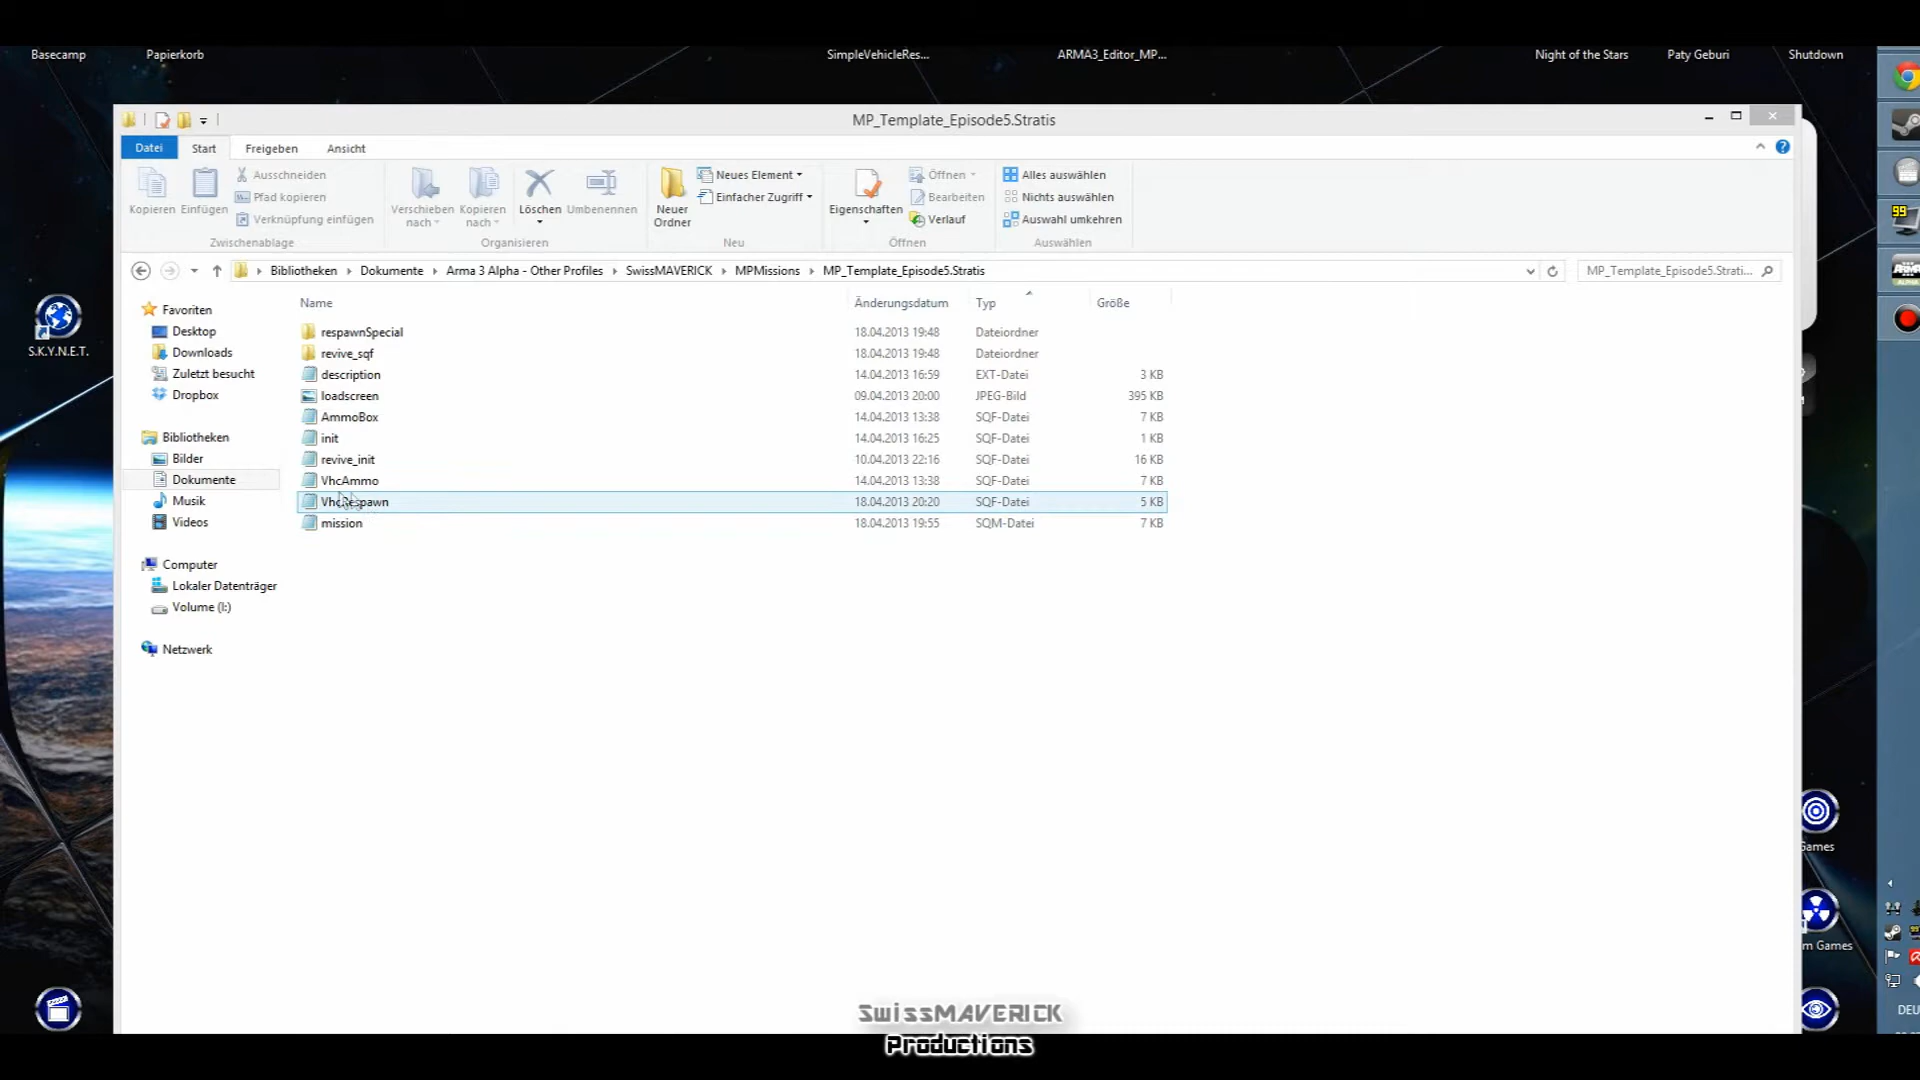 Basecamp
Papierkorb
SimpleVehicleRes...
ARMA3_Editor_MP...
Night of the Stars
Paty Geburi
Shutdown
MP_Template_Episode5.Stratis
Datei
Start
Freigeben
Ansicht
Kopieren
Einfügen
Ausschneiden
Pfad kopieren
Verknüpfung einfügen
Zwischenablage
Verschieben nach
Kopieren nach
Löschen
Umbenennen
Organisieren
Neuer Ordner
Neues Element
Einfacher Zugriff
Neu
Eigenschaften
Öffnen
Bearbeiten
Verlauf
Öffnen
Alles auswählen
Nichts auswählen
Auswahl umkehren
Auswählen
Bibliotheken
Dokumente
Arma 3 Alpha - Other Profiles
SwissMAVERICK
MPMissions
MP_Template_Episode5.Stratis
MP_Template_Episode5.Strati...
Name Änderungsdatum Typ Größe
respawnSpecial 18.04.2013 19:48 Dateiordner
revive_sqf 18.04.2013 19:48 Dateiordner
description 14.04.2013 16:59 EXT-Datei 3 KB
loadscreen 09.04.2013 20:00 JPEG-Bild 395 KB
AmmoBox 14.04.2013 13:38 SQF-Datei 7 KB
init 14.04.2013 16:25 SQF-Datei 1 KB
revive_init 10.04.2013 22:16 SQF-Datei 16 KB
VhcAmmo 14.04.2013 13:38 SQF-Datei 7 KB
VhcRespawn 18.04.2013 20:20 SQF-Datei 5 KB
mission 18.04.2013 19:55 SQM-Datei 7 KB
Favoriten
Desktop
Downloads
Zuletzt besucht
Dropbox
Bibliotheken
Bilder
Dokumente
Musik
Videos
Computer
Lokaler Datenträger
Volume (I:)
Netzwerk
S.K.Y.N.E.T.
99
ARMA
ALPHA
Games
m Games
DEU
SwissMAVERICK
Productions